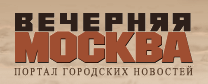 ВЕЧЕРНЯЯ
МОСКВА
ПОРТАЛ ГОРОДСКИХ НОВОСТЕЙ